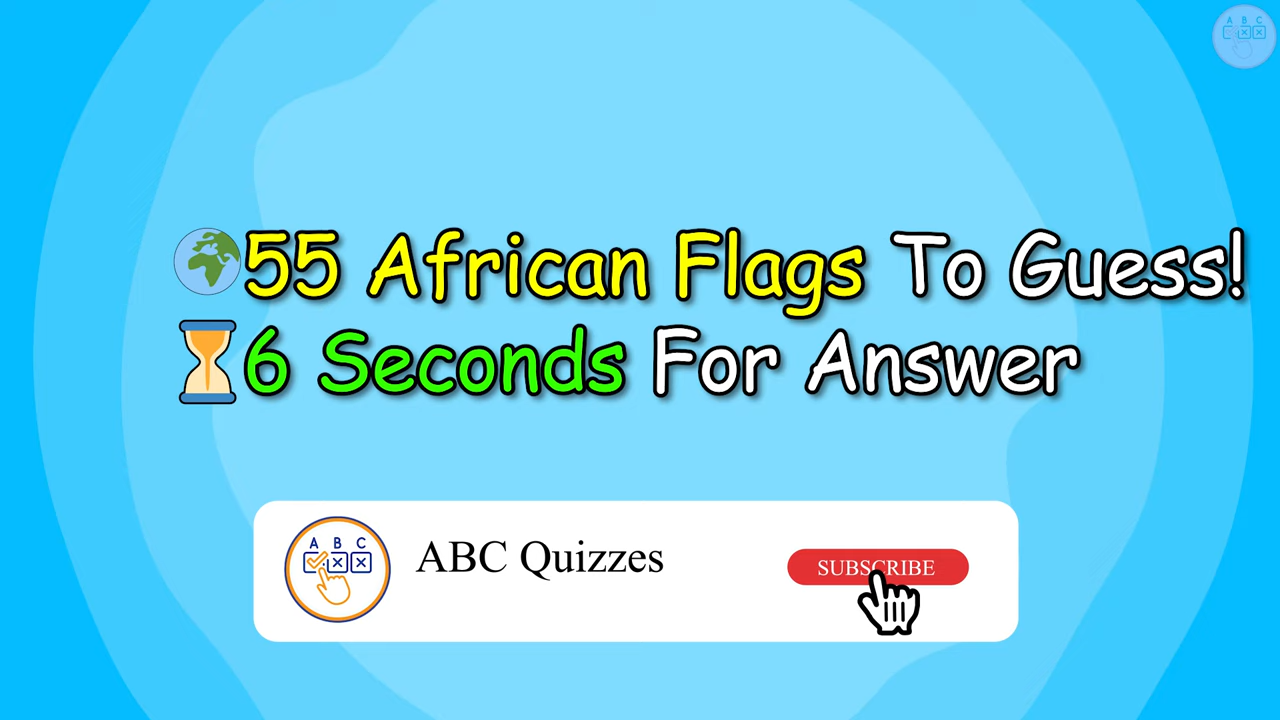 A B C
55 African Flags To Guess!
6 Seconds For Answer
A B C
ABC Quizzes
SUBSCRIBE